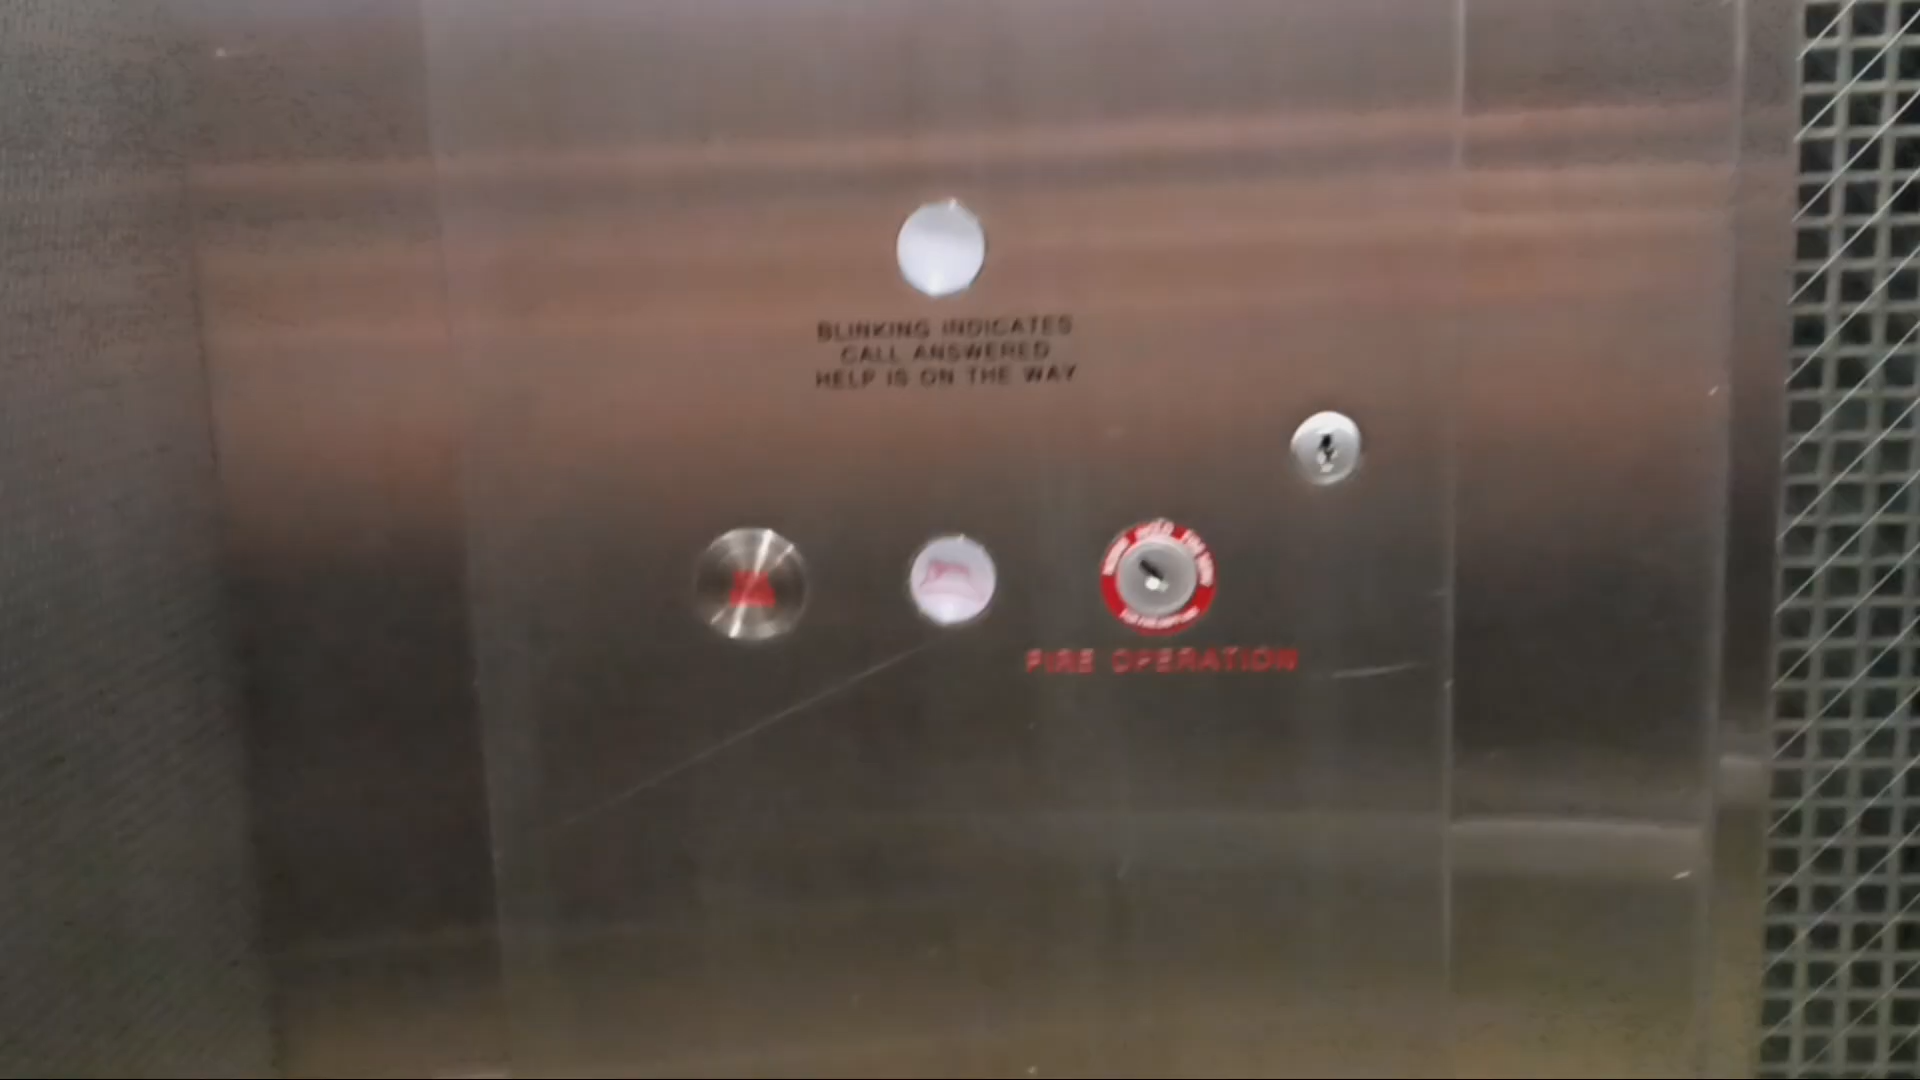 BLINKING INDICATES
CALL ANSWERED
HELP IS ON THE WAY
FIRE OPERATION